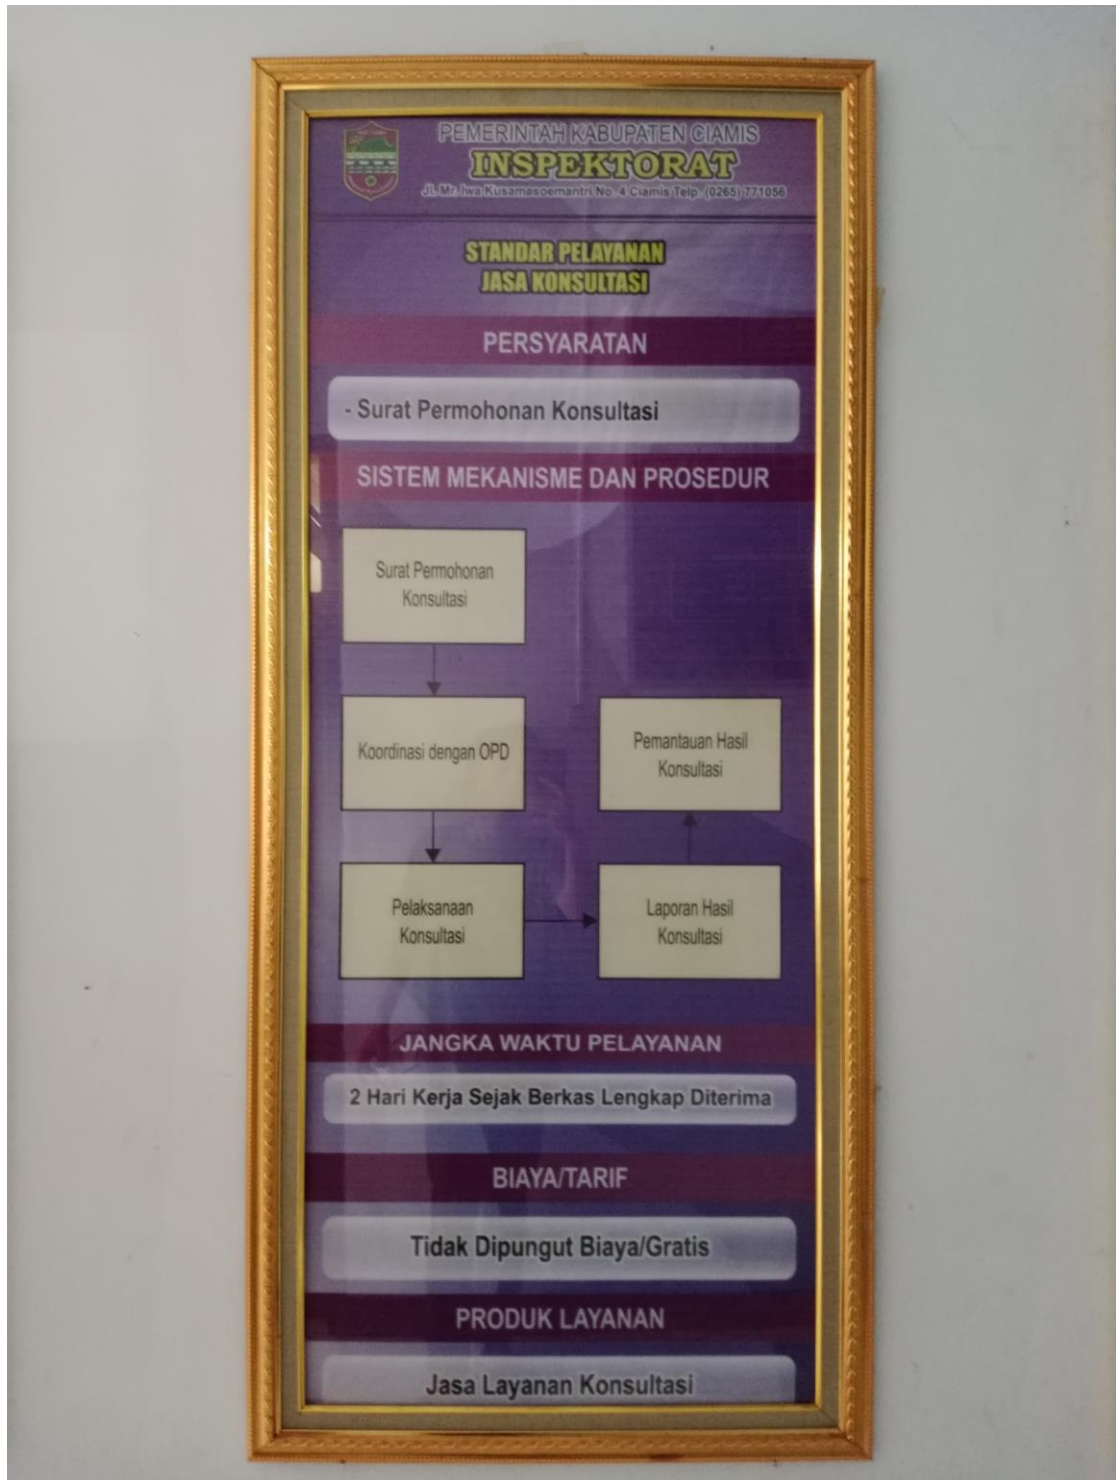 PEMERINTAH KABUPATEN CIAMIS
INSPEKTORAT
Jl. Mr. Iwa Kusamasoemantri No. 4 Ciamis Telp. (0265) 771056
STANDAR PELAYANAN
JASA KONSULTASI
PERSYARATAN
- Surat Permohonan Konsultasi
SISTEM MEKANISME DAN PROSEDUR
Surat Permohonan
Konsultasi
Koordinasi dengan OPD
Pelaksanaan
Konsultasi
Laporan Hasil
Konsultasi
Pemantauan Hasil
Konsultasi
JANGKA WAKTU PELAYANAN
2 Hari Kerja Sejak Berkas Lengkap Diterima
BIAYA/TARIF
Tidak Dipungut Biaya/Gratis
PRODUK LAYANAN
Jasa Layanan Konsultasi